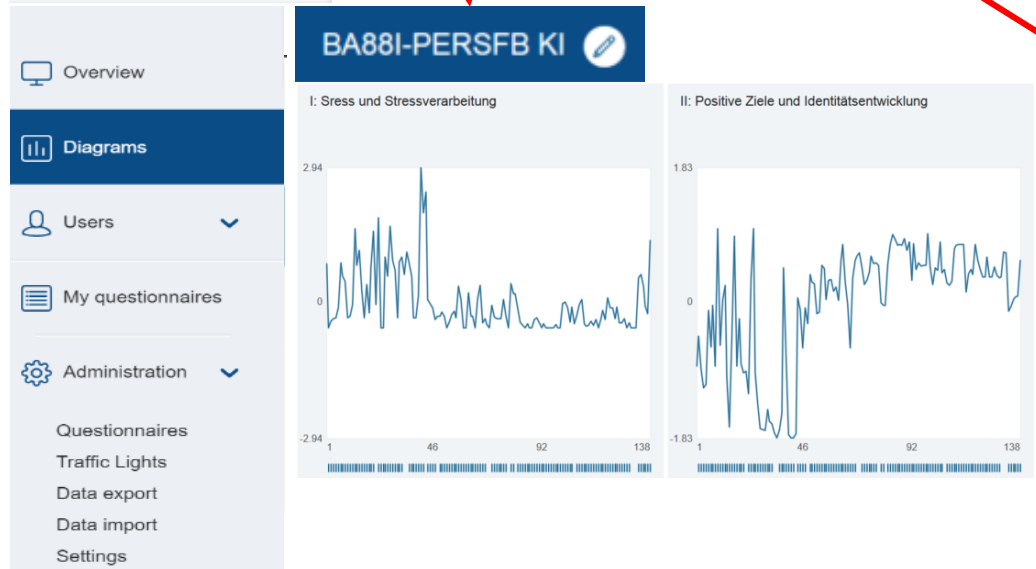 Overview
Diagrams
Users
My questionnaires
Administration
Questionnaires
Traffic Lights
Data export
Data import
Settings
BA88I-PERSFB KI
I: Sress und Stressverarbeitung
2.94
0
-2.94
1 46 92 138
II: Positive Ziele und Identitätsentwicklung
1.83
0
-1.83
1 46 92 138